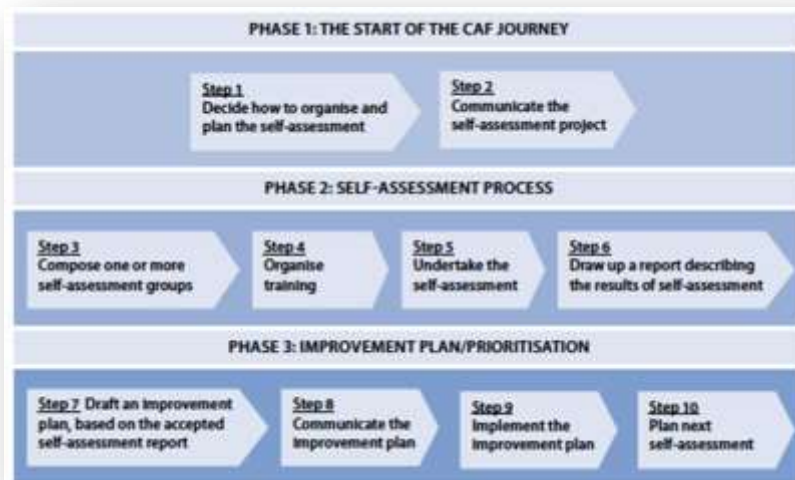 PHASE 1: THE START OF THE CAF JOURNEY
Step 1
Decide how to organise and
plan the self-assessment
Step 2
Communicate the
self-assessment project
PHASE 2: SELF-ASSESSMENT PROCESS
Step 3
Compose one or more
self-assessment groups
Step 4
Organise
training
Step 5
Undertake the
self-assessment
Step 6
Draw up a report describing
the results of self-assessment
PHASE 3: IMPROVEMENT PLAN/PRIORITISATION
Step 7 Draft an improvement
plan, based on the accepted
self-assessment report
Step 8
Communicate the
improvement plan
Step 9
Implement the
improvement plan
Step 10
Plan next
self-assessment